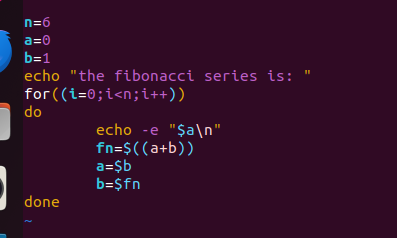 n=6
a=0
b=1
echo "the fibonacci series is: "
for((i=0;i<n;i++))
do
        echo -e "$a\n"
        fn=$((a+b))
        a=$b
        b=$fn
done
~